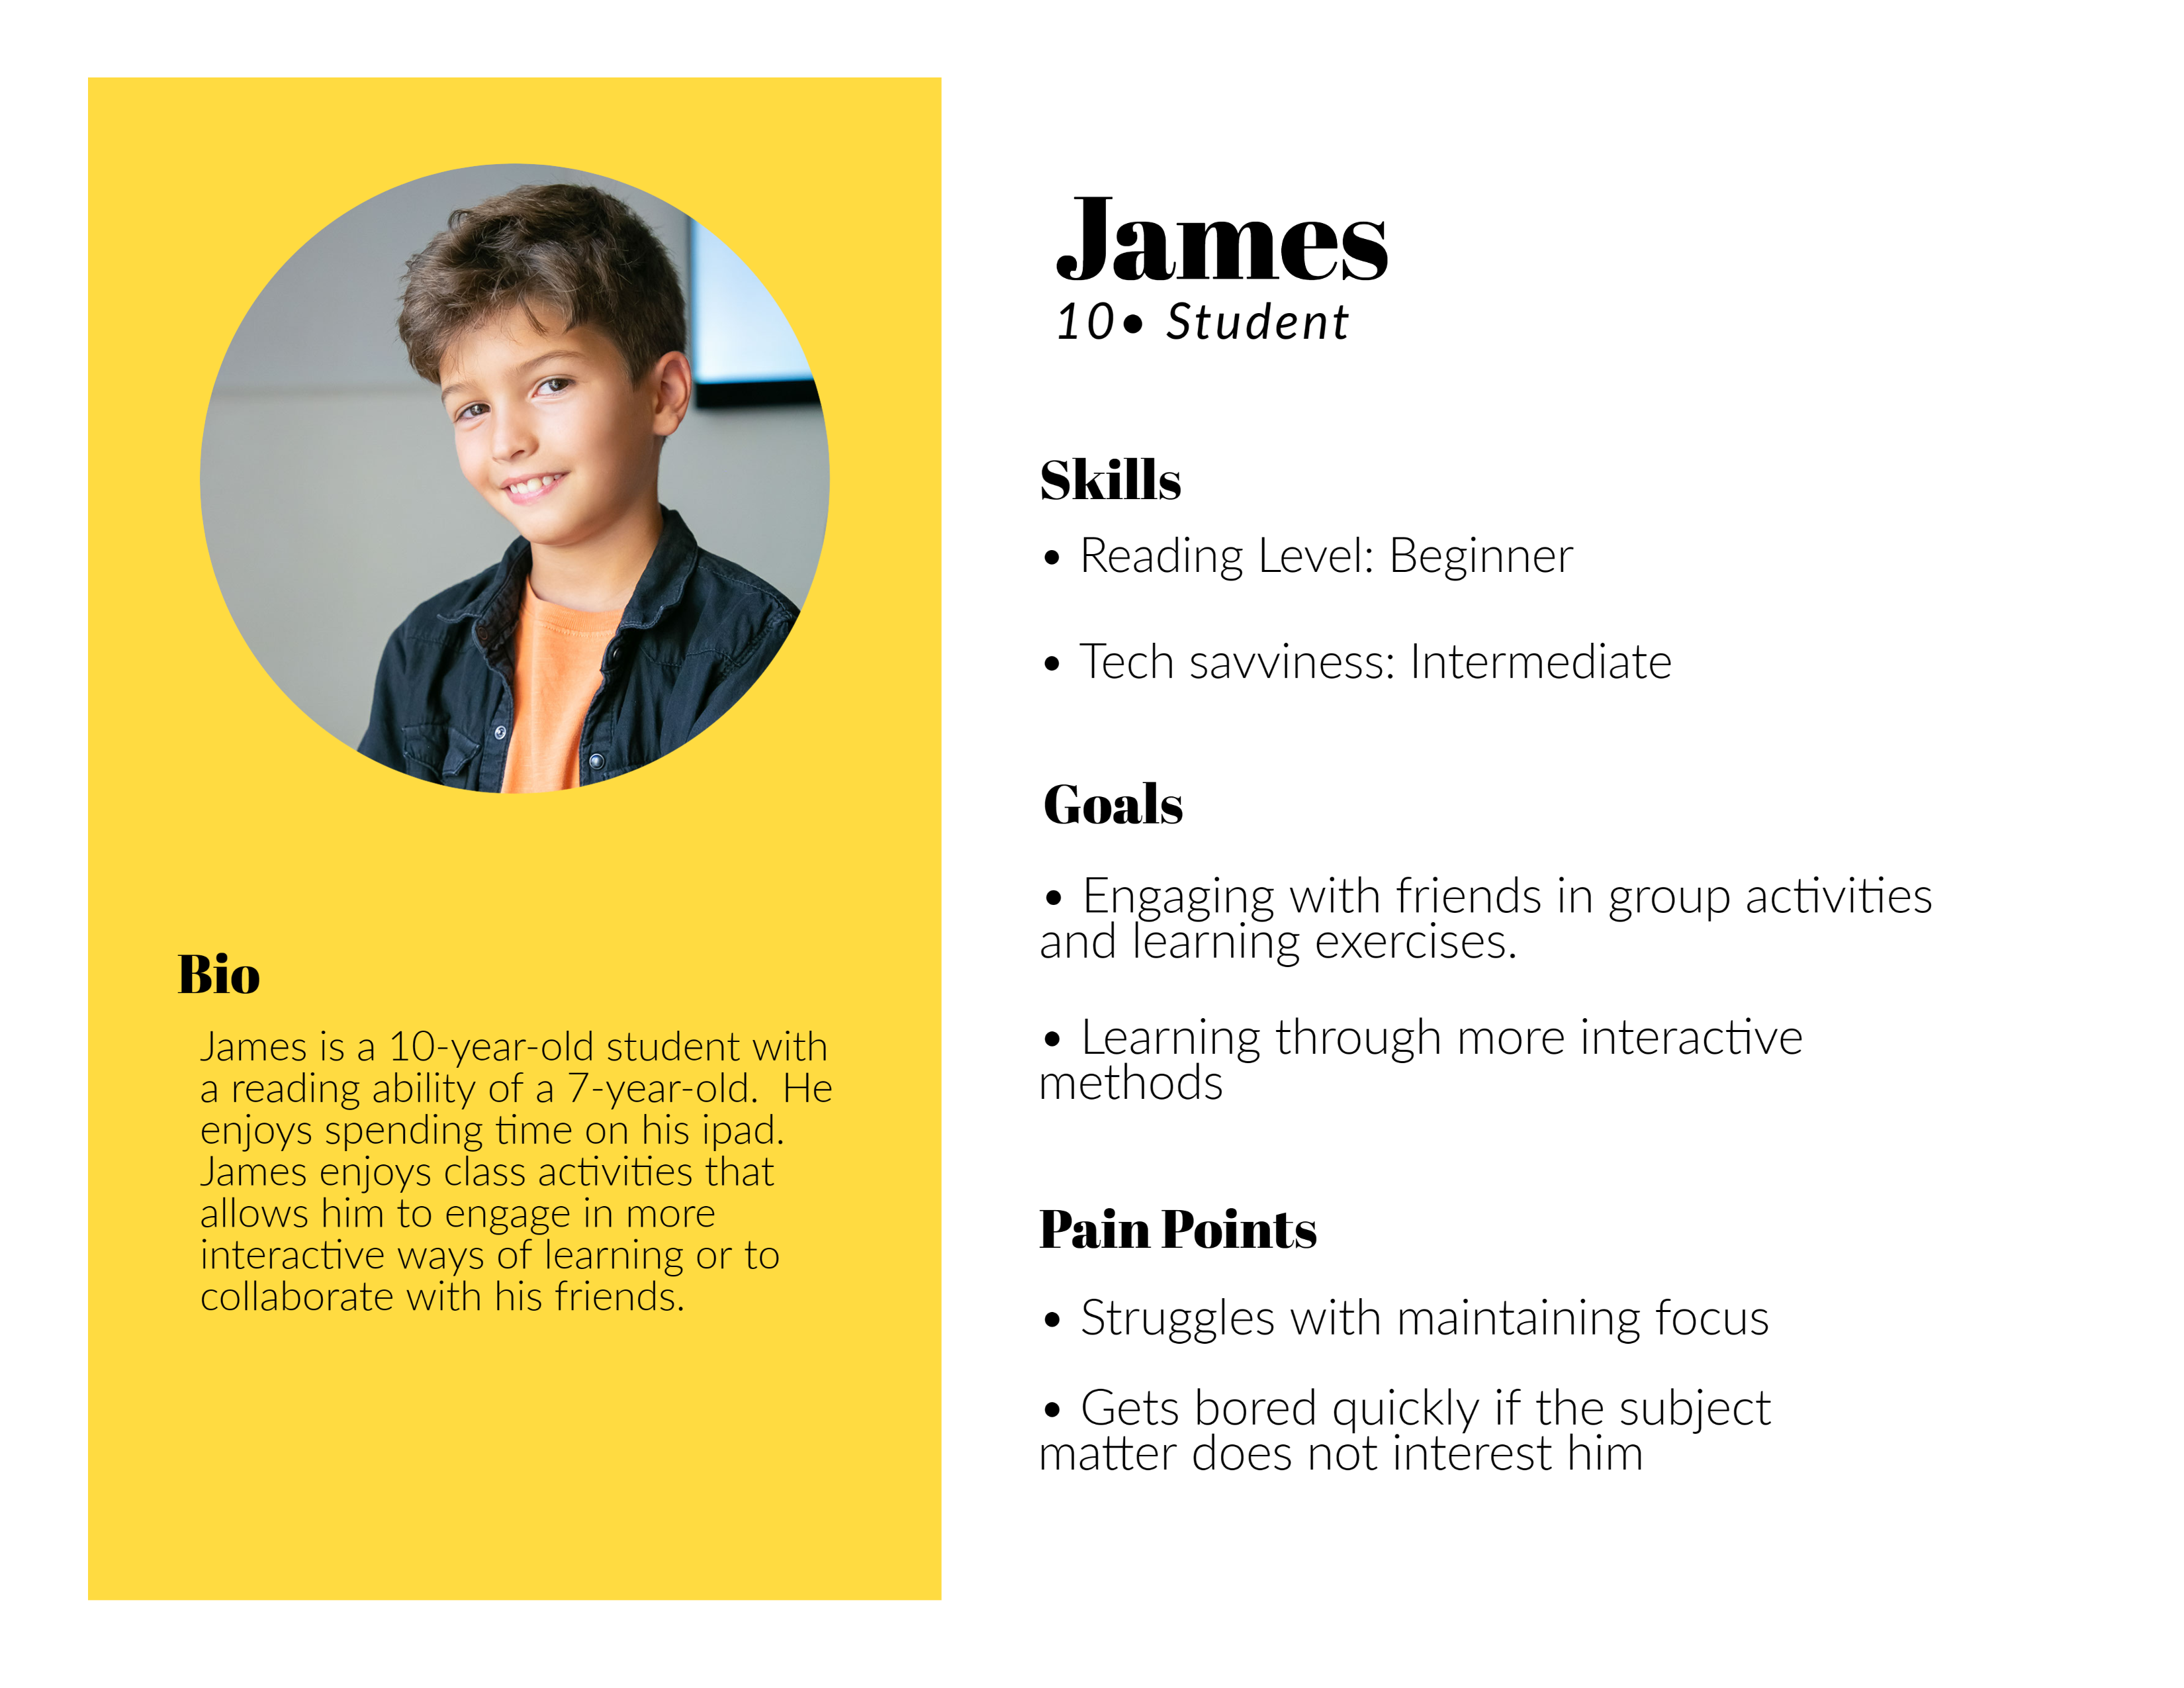 James
10• Student
Skills
• Reading Level: Beginner
• Tech savviness: Intermediate
Goals
• Engaging with friends in group activities
and learning exercises.
• Learning through more interactive
methods
Pain Points
• Struggles with maintaining focus
• Gets bored quickly if the subject
matter does not interest him
Bio
James is a 10-year-old student with
a reading ability of a 7-year-old.  He
enjoys spending time on his ipad.
James enjoys class activities that
allows him to engage in more
interactive ways of learning or to
collaborate with his friends.